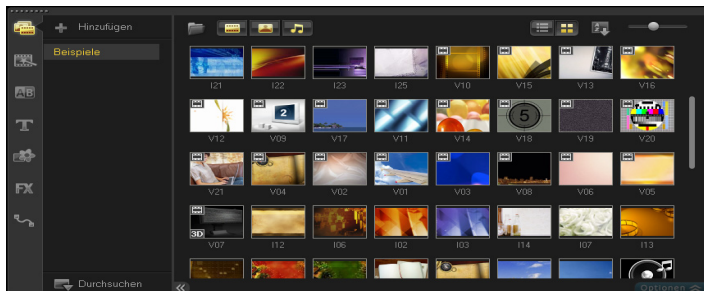 Hinzufügen
Beispiele
I21 I22 I23 I25 V10 V15 V13 V16
AB
2
5
V12 V09 V17 V11 V14 V18 V19 V20
T
V21 V04 V02 V01 V03 V08 V06 V05
FX
3D
V07 I12 I06 I02 I03 I14 I07 I13
Durchsuchen
Optionen